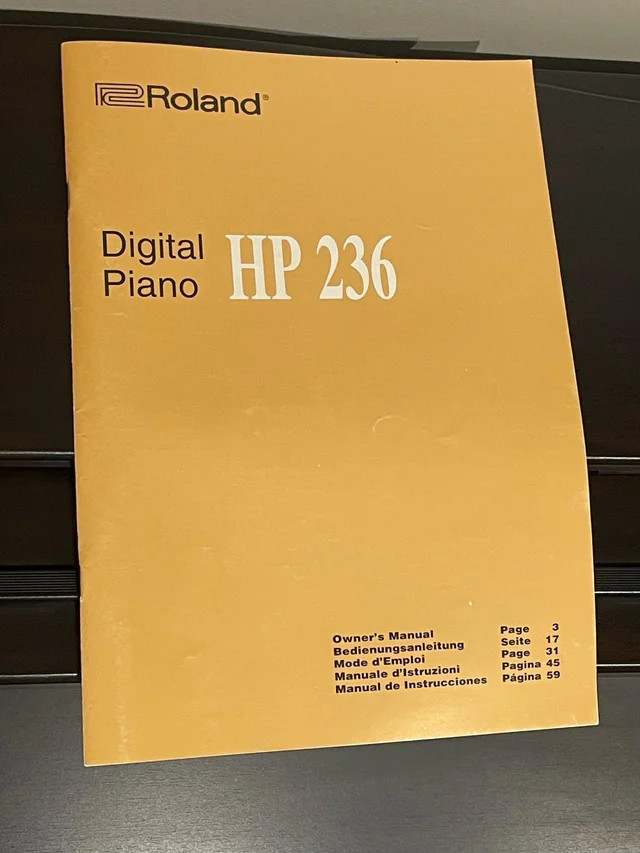 Roland®
Digital
Piano
HP 236
Owner's Manual Page 3
Bedienungsanleitung Seite 17
Mode d'Emploi Page 31
Manuale d'Istruzioni Pagina 45
Manual de Instrucciones Página 59